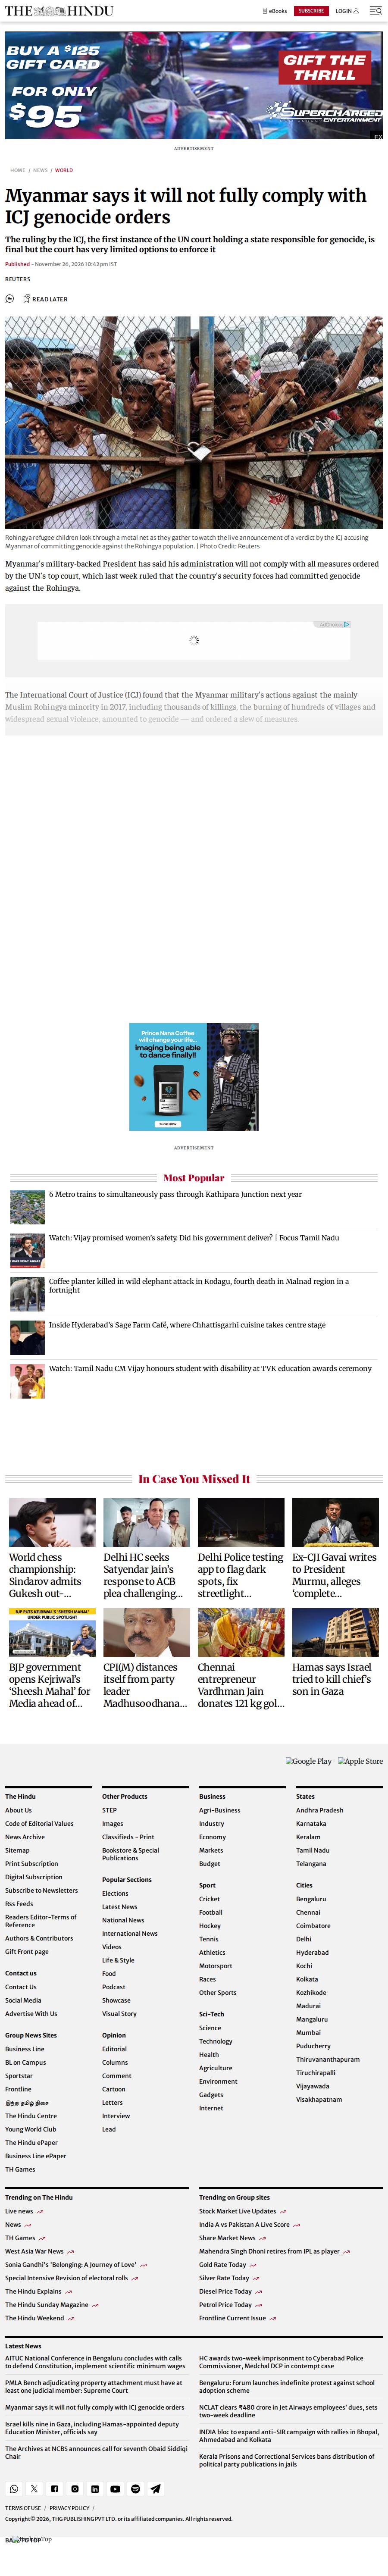 THE HINDU
eBooks
SUBSCRIBE
LOGIN
BUY A $125
GIFT CARD
FOR ONLY
$95
GIFT THE
THRILL
SUPERCHARGED
ENTERTAINMENT
ADVERTISEMENT
HOME / NEWS / WORLD
Myanmar says it will not fully comply with
ICJ genocide orders
The ruling by the ICJ, the first instance of the UN court holding a state responsible for genocide, is
final but the court has very limited options to enforce it
Published - November 26, 2026 10:42 pm IST
REUTERS
READ LATER
Rohingya refugee children look through a metal net as they gather to watch the live announcement of a verdict by the ICJ accusing
Myanmar of committing genocide against the Rohingya population. | Photo Credit: Reuters
Myanmar's military-backed President has said his administration will not comply with all measures ordered
by the UN's top court, which last week ruled that the country's security forces had committed genocide
against the Rohingya.
AdChoices
The International Court of Justice (ICJ) found that the Myanmar military's actions against the mainly
Muslim Rohingya minority in 2017, including thousands of killings, the burning of hundreds of villages and
widespread sexual violence, amounted to genocide — and ordered a slew of measures.
Prince Nana Coffee
will change your life...
imaging being able
to dance finally!!
SHOP NOW
ADVERTISEMENT
Most Popular
6 Metro trains to simultaneously pass through Kathipara Junction next year
Watch: Vijay promised women's safety. Did his government deliver? | Focus Tamil Nadu
Coffee planter killed in wild elephant attack in Kodagu, fourth death in Malnad region in a
fortnight
Inside Hyderabad's Sage Farm Café, where Chhattisgarhi cuisine takes centre stage
Watch: Tamil Nadu CM Vijay honours student with disability at TVK education awards ceremony
In Case You Missed It
World chess
championship:
Sindarov admits
Gukesh out-...
Delhi HC seeks
Satyendar Jain's
response to ACB
plea challenging...
Delhi Police testing
app to flag dark
spots, fix
streetlight...
Ex-CJI Gavai writes
to President
Murmu, alleges
'complete...
BJP PUTS KEJRIWAL'S 'SHEESH MAHAL'
UNDER PUBLIC SPOTLIGHT
BJP government
opens Kejriwal's
'Sheesh Mahal' for
Media ahead of...
CPI(M) distances
itself from party
leader
Madhusoodhana...
Chennai
entrepreneur
Vardhman Jain
donates 121 kg gol...
Hamas says Israel
tried to kill chief's
son in Gaza
Google Play
Apple Store
The Hindu
About Us
Code of Editorial Values
News Archive
Sitemap
Print Subscription
Digital Subscription
Subscribe to Newsletters
Rss Feeds
Readers Editor-Terms of
Reference
Authors & Contributors
Gift Front page
Contact us
Contact Us
Social Media
Advertise With Us
Group News Sites
Business Line
BL on Campus
Sportstar
Frontline
இந்து தமிழ் திசை
The Hindu Centre
Young World Club
The Hindu ePaper
Business Line ePaper
TH Games
Other Products
STEP
Images
Classifieds - Print
Bookstore & Special
Publications
Popular Sections
Elections
Latest News
National News
International News
Videos
Life & Style
Food
Podcast
Showcase
Visual Story
Opinion
Editorial
Columns
Comment
Cartoon
Letters
Interview
Lead
Business
Agri-Business
Industry
Economy
Markets
Budget
Sport
Cricket
Football
Hockey
Tennis
Athletics
Motorsport
Races
Other Sports
Sci-Tech
Science
Technology
Health
Agriculture
Environment
Gadgets
Internet
States
Andhra Pradesh
Karnataka
Keralam
Tamil Nadu
Telangana
Cities
Bengaluru
Chennai
Coimbatore
Delhi
Hyderabad
Kochi
Kolkata
Kozhikode
Madurai
Mangaluru
Mumbai
Puducherry
Thiruvananthapuram
Tiruchirapalli
Vijayawada
Visakhapatnam
Trending on The Hindu
Live news
News
TH Games
West Asia War News
Sonia Gandhi's 'Belonging: A Journey of Love'
Special Intensive Revision of electoral rolls
The Hindu Explains
The Hindu Sunday Magazine
The Hindu Weekend
Trending on Group sites
Stock Market Live Updates
India A vs Pakistan A Live Score
Share Market News
Mahendra Singh Dhoni retires from IPL as player
Gold Rate Today
Silver Rate Today
Diesel Price Today
Petrol Price Today
Frontline Current Issue
Latest News
AITUC National Conference in Bengaluru concludes with calls
to defend Constitution, implement scientific minimum wages
PMLA Bench adjudicating property attachment must have at
least one judicial member: Supreme Court
Myanmar says it will not fully comply with ICJ genocide orders
Israel kills nine in Gaza, including Hamas-appointed deputy
Education Minister, officials say
The Archives at NCBS announces call for seventh Obaid Siddiqi
Chair
HC awards two-week imprisonment to Cyberabad Police
Commissioner, Medchal DCP in contempt case
Bengaluru: Forum launches indefinite protest against school
adoption scheme
NCLAT clears ₹480 crore in Jet Airways employees' dues, sets
two-week deadline
INDIA bloc to expand anti-SIR campaign with rallies in Bhopal,
Ahmedabad and Kolkata
Kerala Prisons and Correctional Services bans distribution of
political party publications in jails
TERMS OF USE / PRIVACY POLICY /
Copyright© 2026, THG PUBLISHING PVT LTD. or its affiliated companies. All rights reserved.
BACK TO TOP